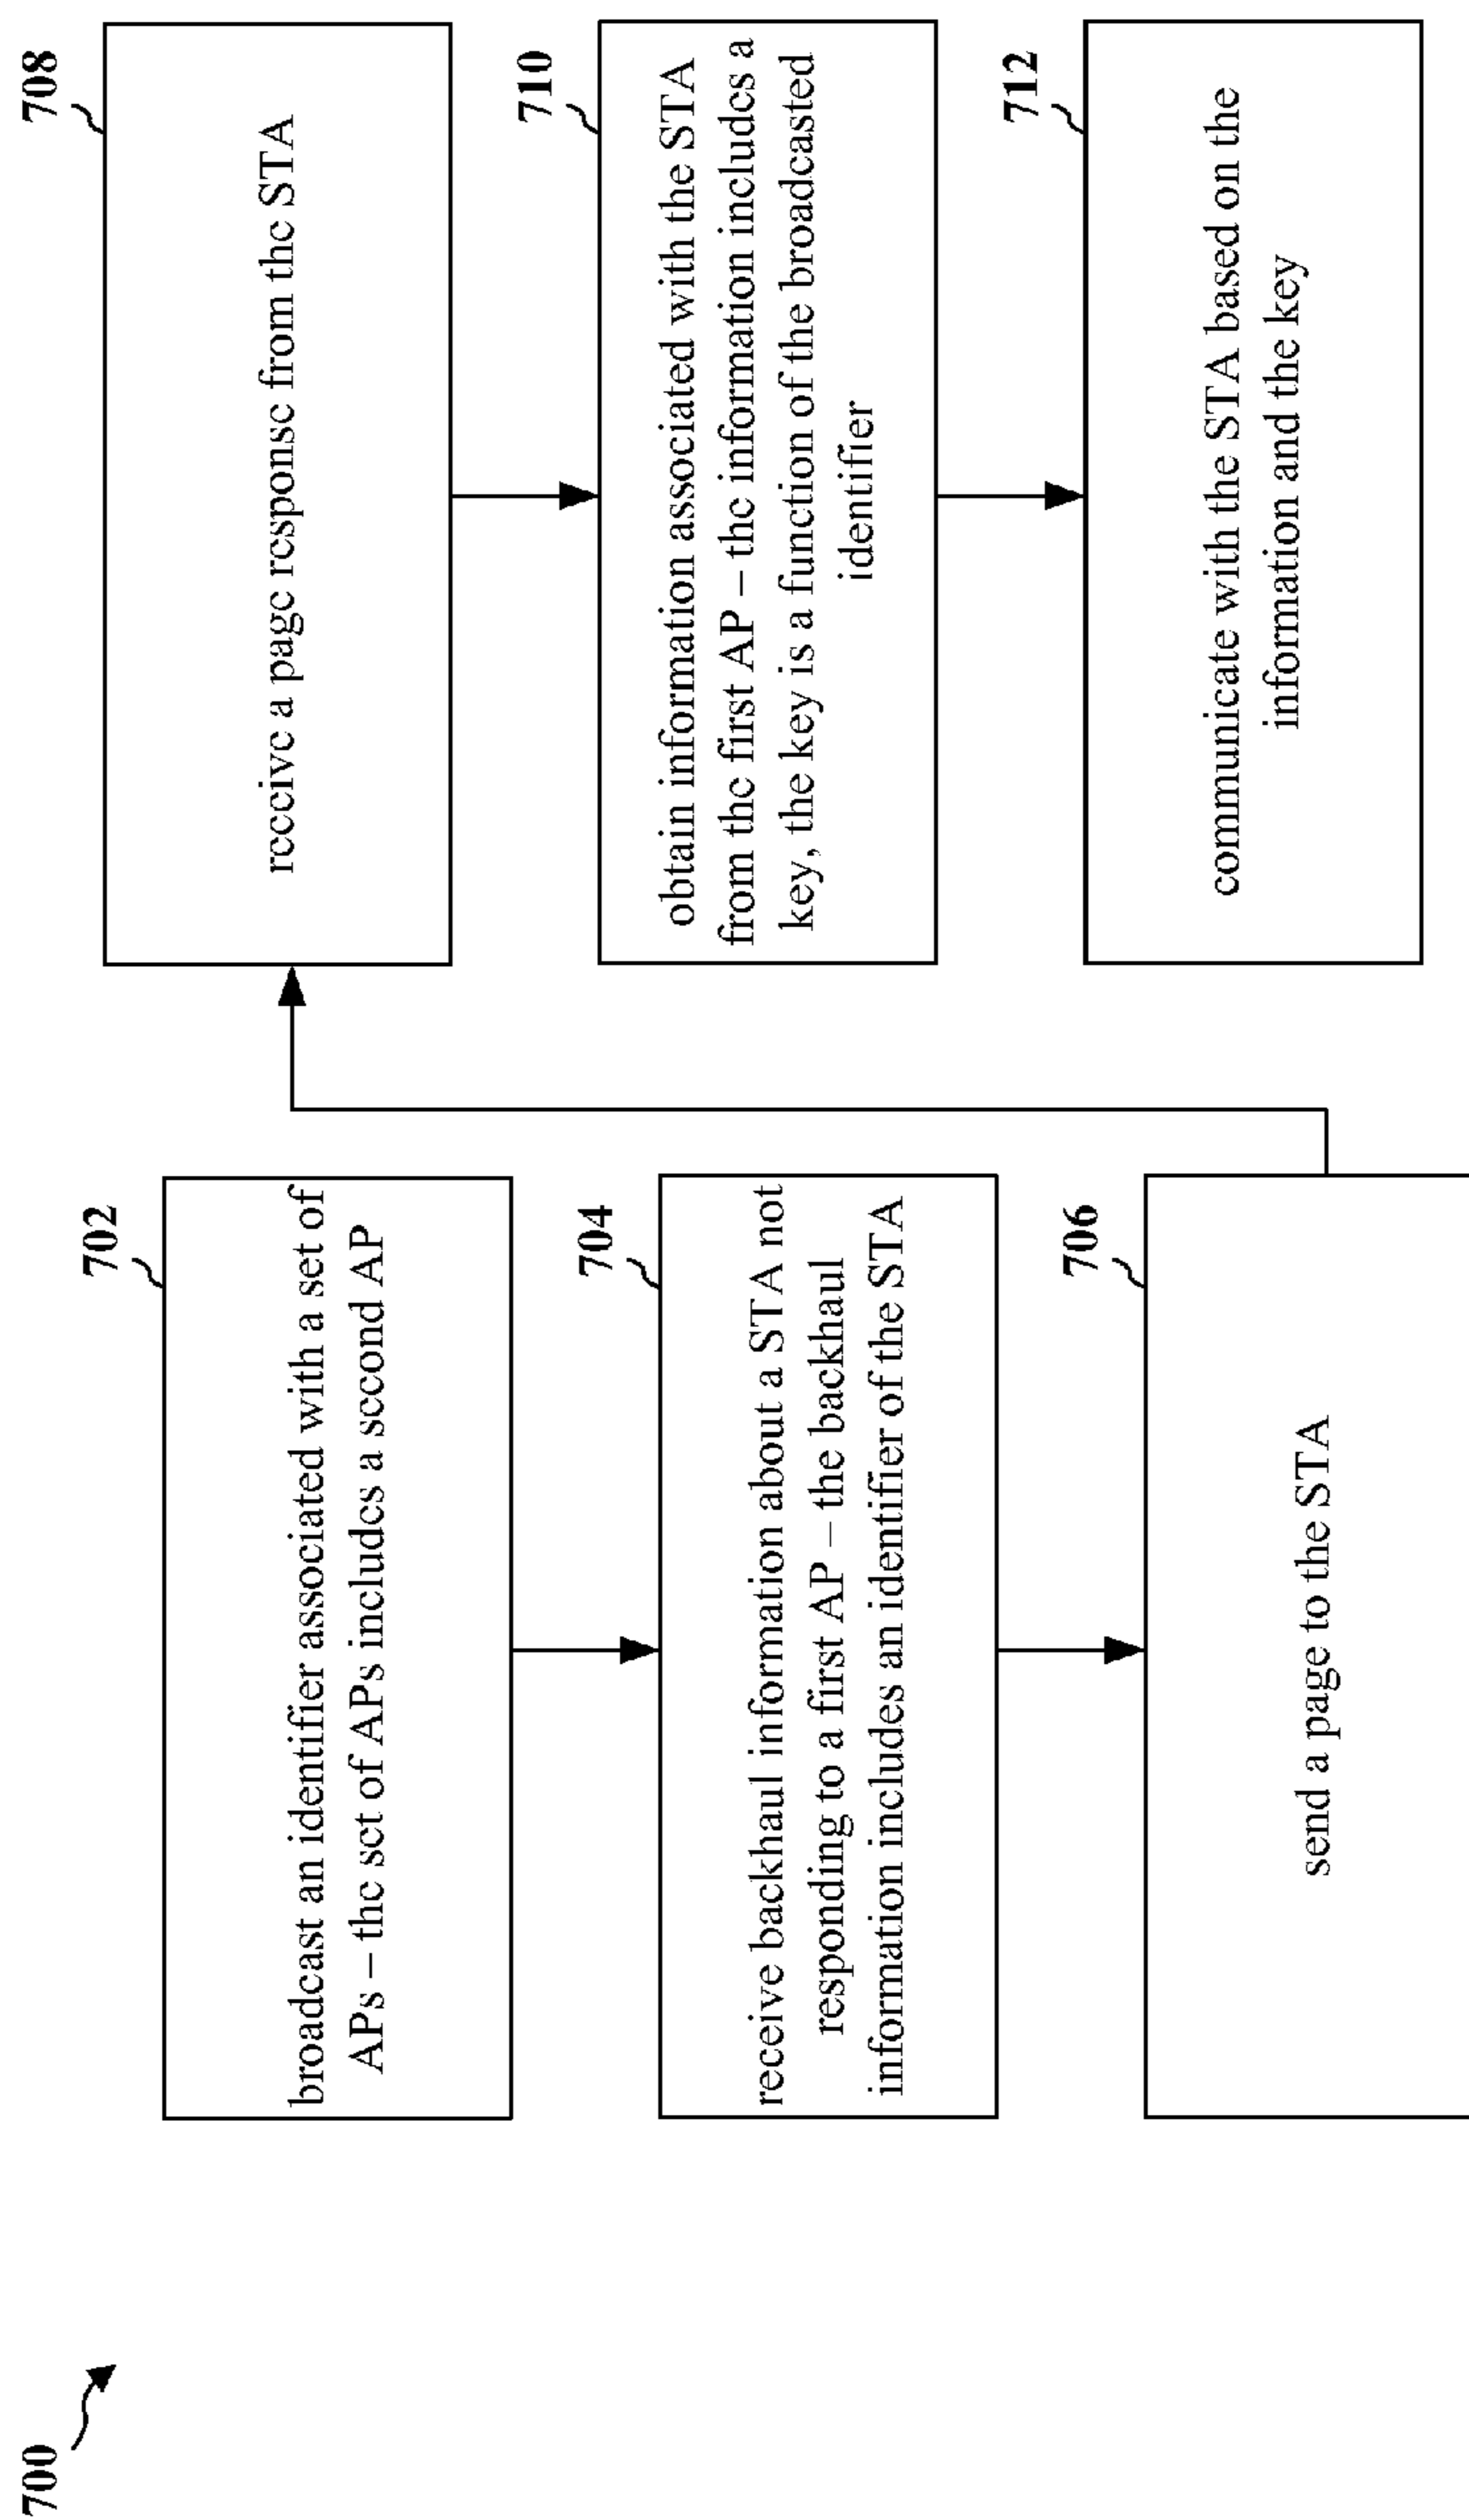 700
702
broadcast an identifier associated with a set of
APs – the set of APs includes a second AP
704
receive backhaul information about a STA not
responding to a first AP – the backhaul
information includes an identifier of the STA
706
send a page to the STA
708
receive a page response from the STA
710
obtain information associated with the STA
from the first AP – the information includes a
key, the key is a function of the broadcasted
identifier
712
communicate with the STA based on the
information and the key